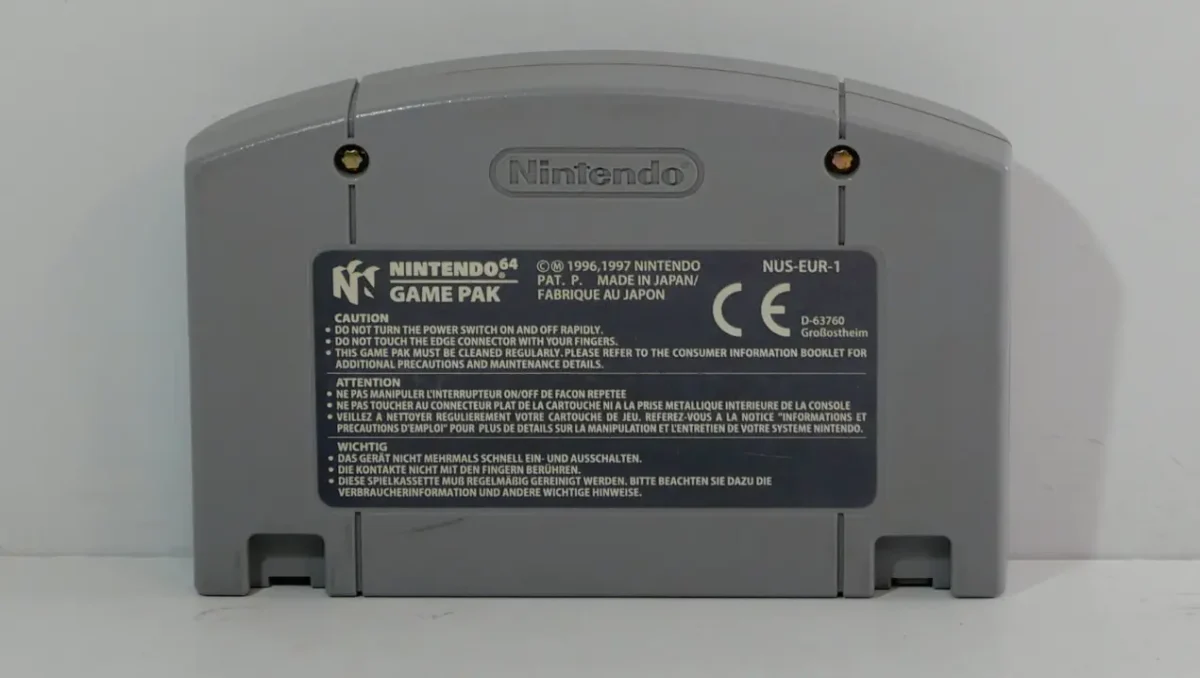 Nintendo®
NINTENDO®64
GAME PAK
©Ⓜ 1996,1997 NINTENDO
PAT. P. MADE IN JAPAN/
FABRIQUE AU JAPON
NUS-EUR-1
CE
D-63760
Großostheim
CAUTION
• DO NOT TURN THE POWER SWITCH ON AND OFF RAPIDLY.
• DO NOT TOUCH THE EDGE CONNECTOR WITH YOUR FINGERS.
• THIS GAME PAK MUST BE CLEANED REGULARLY. PLEASE REFER TO THE CONSUMER INFORMATION BOOKLET FOR
ADDITIONAL PRECAUTIONS AND MAINTENANCE DETAILS.
ATTENTION
• NE PAS MANIPULER L'INTERRUPTEUR ON/OFF DE FACON REPETEE
• NE PAS TOUCHER AU CONNECTEUR PLAT DE LA CARTOUCHE NI A LA PRISE METALLIQUE INTERIEURE DE LA CONSOLE
• VEILLEZ A NETTOYER REGULIEREMENT VOTRE CARTOUCHE DE JEU. REFEREZ-VOUS A LA NOTICE "INFORMATIONS ET
PRECAUTIONS D'EMPLOI" POUR PLUS DE DETAILS SUR LA MANIPULATION ET L'ENTRETIEN DE VOTRE SYSTEME NINTENDO.
WICHTIG
• DAS GERÄT NICHT MEHRMALS SCHNELL EIN- UND AUSSCHALTEN.
• DIE KONTAKTE NICHT MIT DEN FINGERN BERÜHREN.
• DIESE SPIELKASSETTE MUß REGELMÄßIG GEREINIGT WERDEN. BITTE BEACHTEN SIE DAZU DIE
VERBRAUCHERINFORMATION UND ANDERE WICHTIGE HINWEISE.